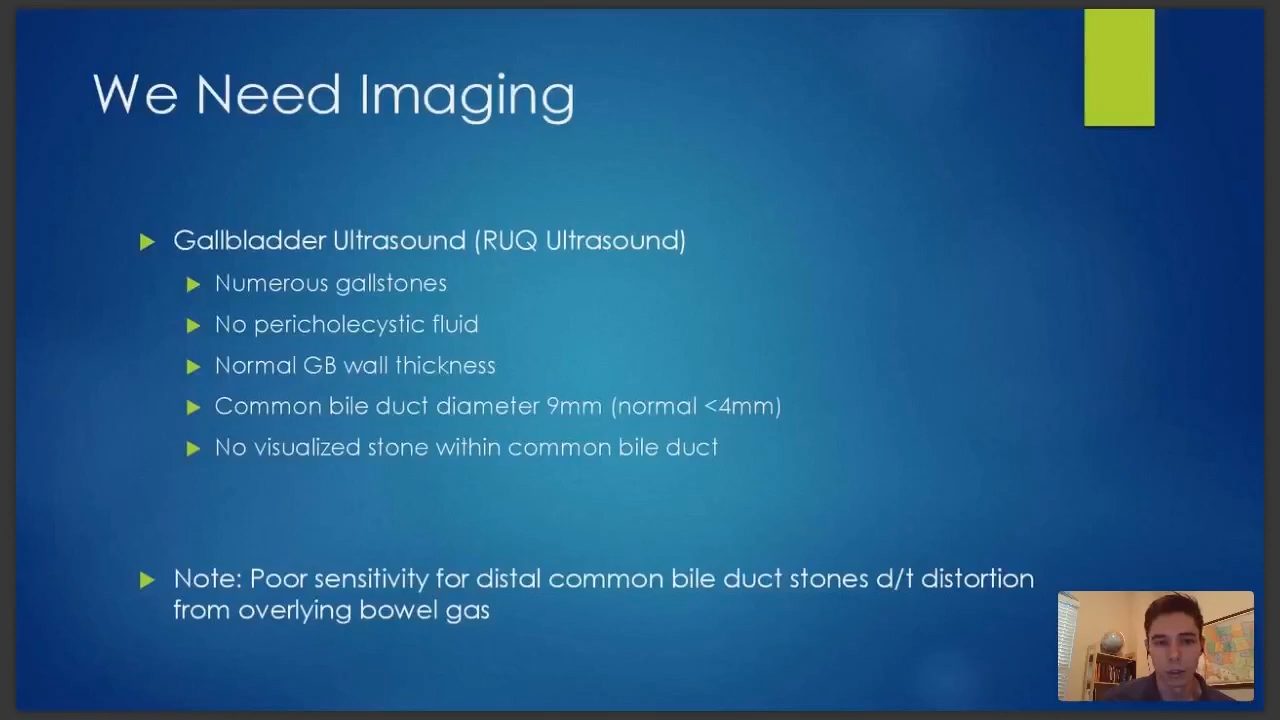 We Need Imaging
Gallbladder Ultrasound (RUQ Ultrasound)
Numerous gallstones
No pericholecystic fluid
Normal GB wall thickness
Common bile duct diameter 9mm (normal <4mm)
No visualized stone within common bile duct
Note: Poor sensitivity for distal common bile duct stones d/t distortion
from overlying bowel gas